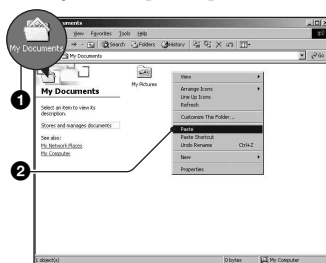 My Documents
Documents
View Favorites Tools Help
Search Folders History
My Documents
Go
1
My Documents
Select an item to view its
description.
Stores and manages documents
See also:
My Network Places
My Computer
My Pictures
View
Arrange Icons
Line Up Icons
Refresh
Customize This Folder...
Paste
Paste Shortcut
Undo Rename Ctrl+Z
New
Properties
2
1 object(s)
0 bytes
My Computer